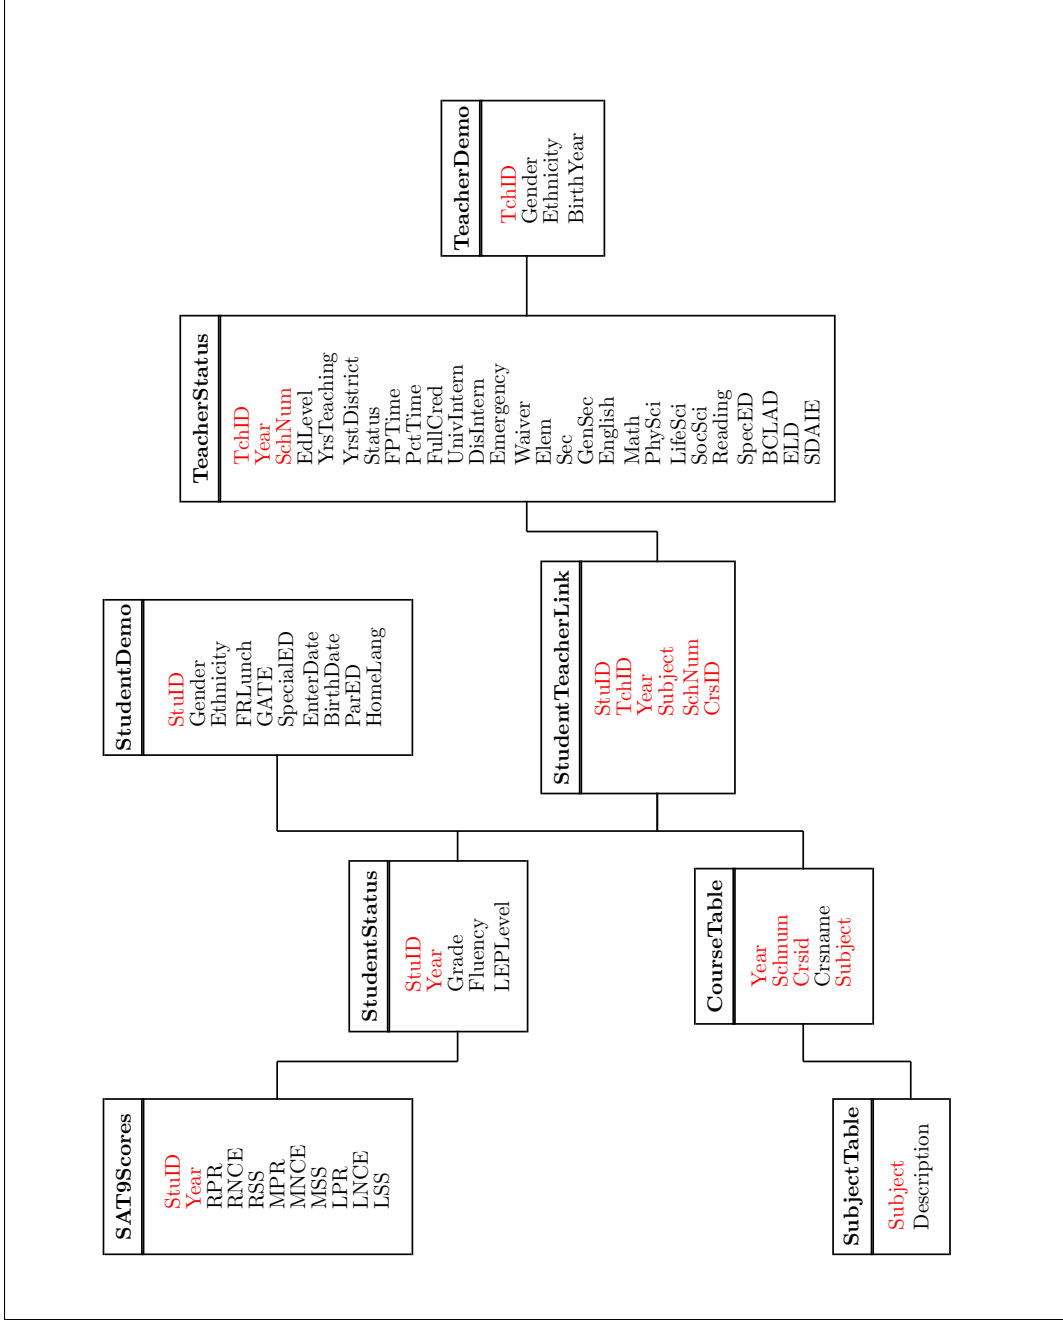 SAT9Scores
StuID
Year
RPR
RNCE
RSS
MPR
MNCE
MSS
LPR
LNCE
LSS
StudentDemo
StuID
Gender
Ethnicity
FRLunch
GATE
SpecialED
EnterDate
BirthDate
ParED
HomeLang
TeacherStatus
TchID
Year
SchNum
EdLevel
YrsTeaching
YrstDistrict
Status
FPTime
PctTime
FullCred
UnivIntern
DisIntern
Emergency
Waiver
Elem
Sec
GenSec
English
Math
PhySci
LifeSci
SocSci
Reading
SpecED
BCLAD
ELD
SDAIE
StudentStatus
StuID
Year
Grade
Fluency
LEPLevel
TeacherDemo
TchID
Gender
Ethnicity
BirthYear
StudentTeacherLink
StuID
TchID
Year
Subject
SchNum
CrsID
CourseTable
Year
Schnum
Crsid
Crsname
Subject
SubjectTable
Subject
Description